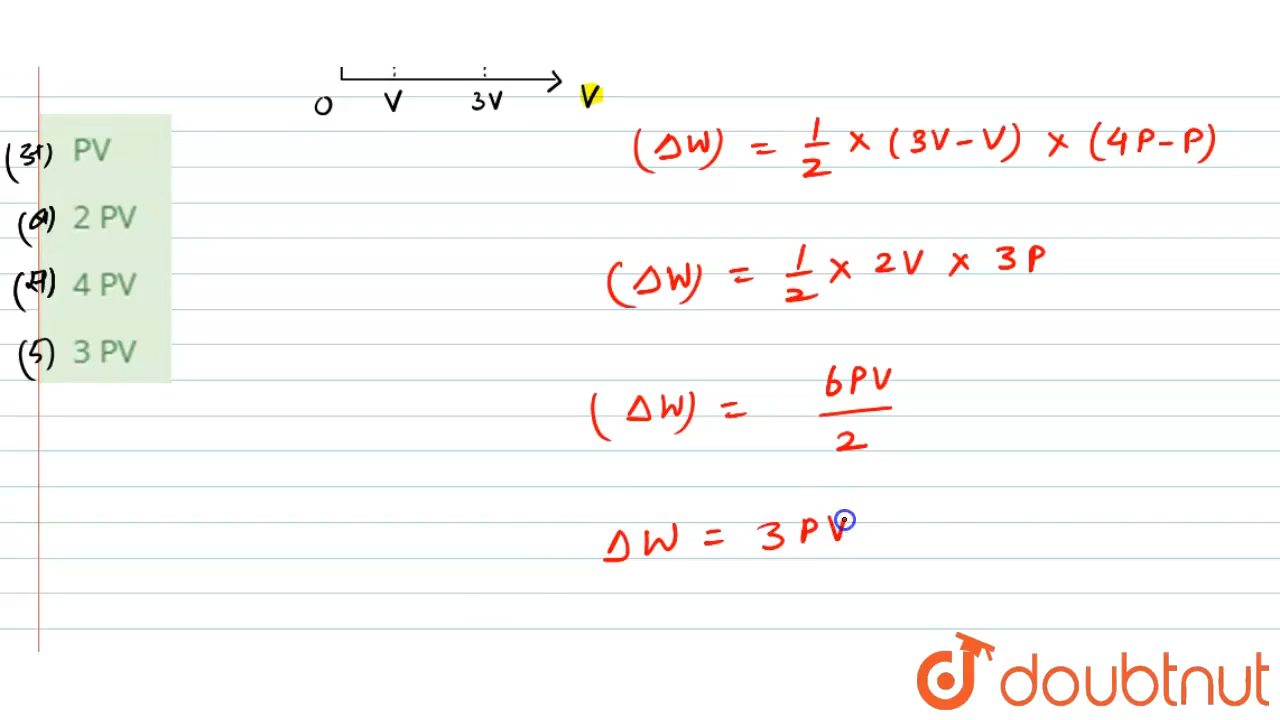 O V 3V V
(ΔW) = 1/2 × (3V - V) × (4P - P)
PV
2 PV
(ΔW) = 1/2 × 2V × 3P
4 PV
(5) 3 PV
(ΔW) = 6PV/2
ΔW = 3PV
doubtnut